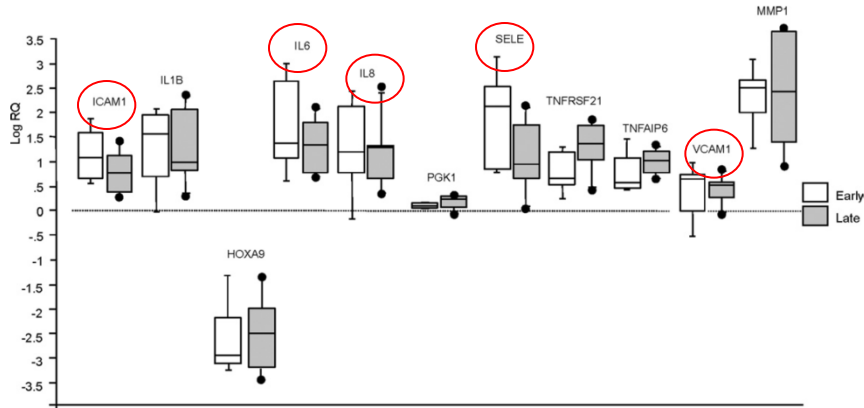 MMP1
3.5
SELE
IL6
3
IL8
IL1B
2.5
ICAM1
TNFRSF21
2
TNFAIP6
Log RQ
1.5
VCAM1
1
PGK1
.5
Early
0
Late
-.5
HOXA9
-1
-1.5
-2
-2.5
-3
-3.5